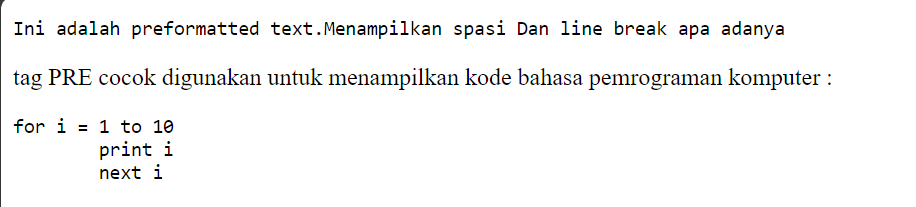 Ini adalah preformatted text.Menampilkan spasi Dan line break apa adanya
tag PRE cocok digunakan untuk menampilkan kode bahasa pemrograman komputer :
for i = 1 to 10
        print i
        next i